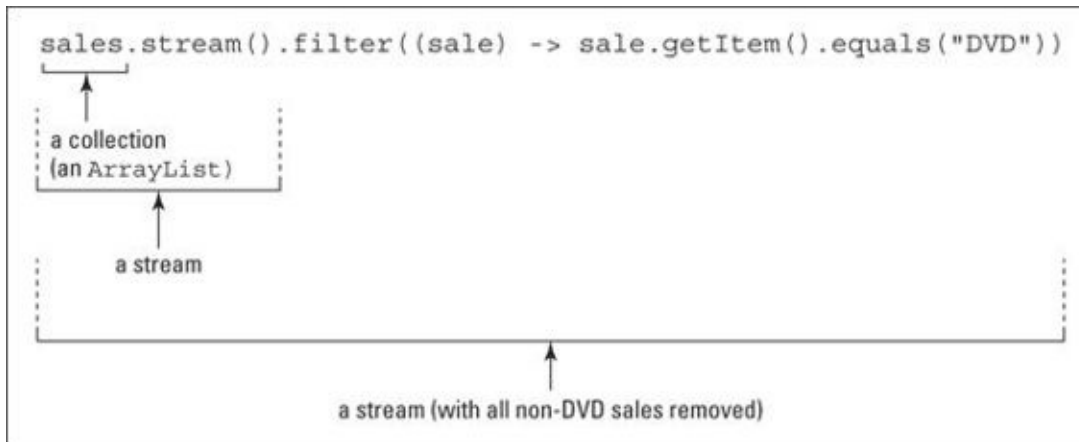 sales.stream().filter((sale) -> sale.getItem().equals("DVD"))
a collection
(an ArrayList)
a stream
a stream (with all non-DVD sales removed)